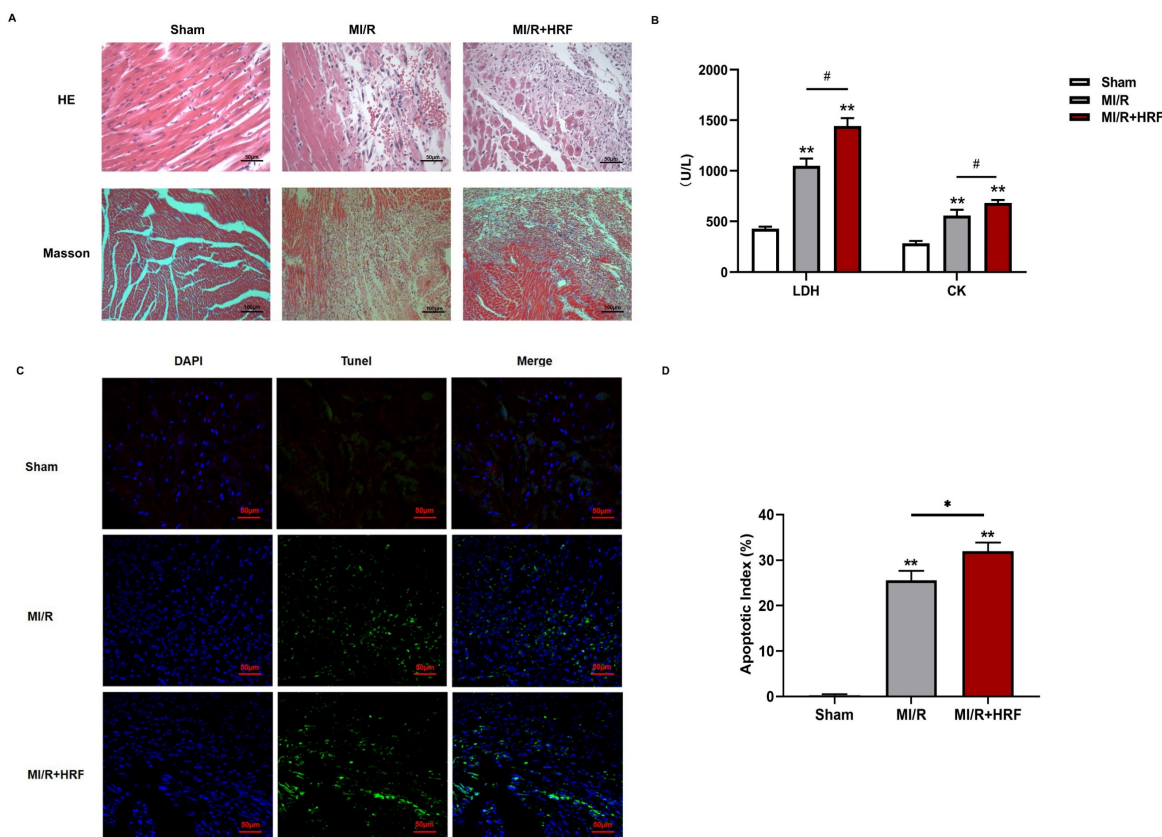 A
Sham MI/R MI/R+HRF
HE
50μm 50μm 50μm
Masson
100μm 100μm 100μm
B
2000
1500
1000
500
0
(U/L)
# #
** ** ** **
LDH CK
Sham
MI/R
MI/R+HRF
C
DAPI Tunel Merge
Sham
50μm 50μm 50μm
MI/R
50μm 50μm 50μm
MI/R+HRF
50μm 50μm 50μm
D
40
30
20
10
0
Apoptotic Index (%)
*
** **
Sham MI/R MI/R+HRF